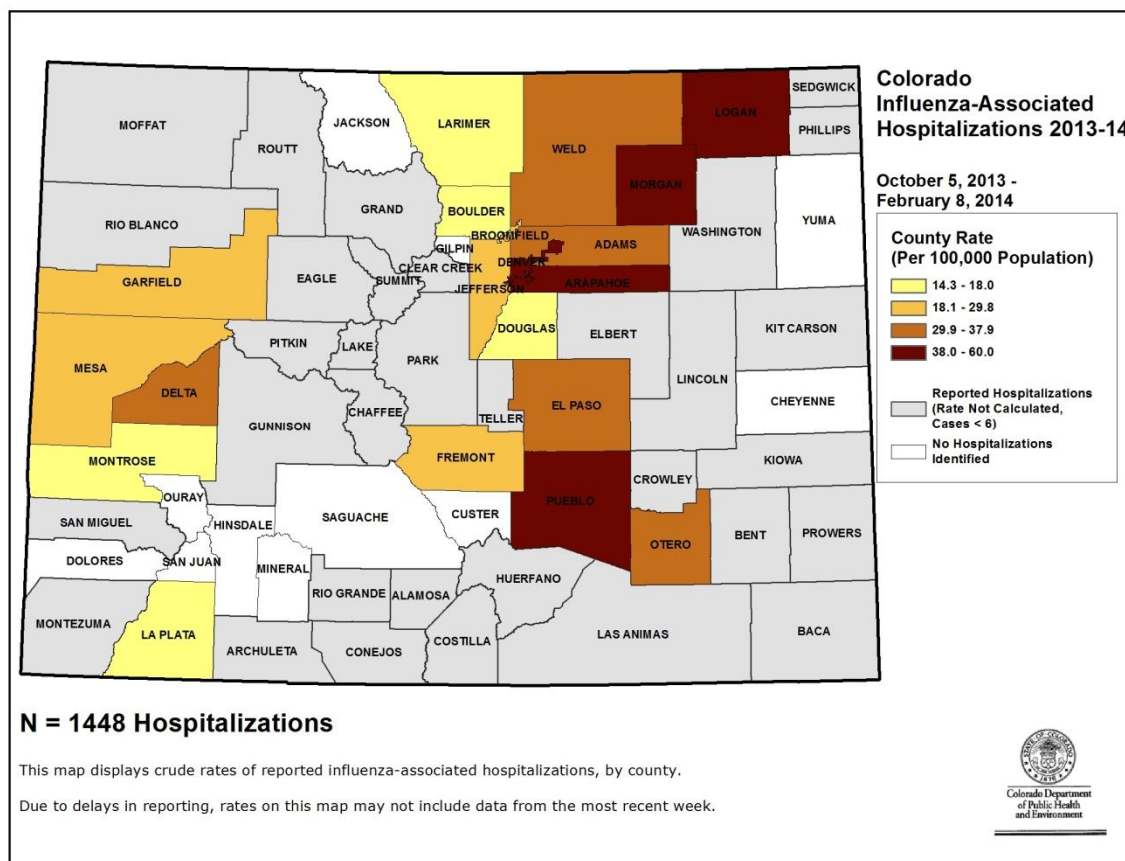 Colorado
Influenza-Associated
Hospitalizations 2013-14
October 5, 2013 -
February 8, 2014
County Rate
(Per 100,000 Population)
14.3 - 18.0
18.1 - 29.8
29.9 - 37.9
38.0 - 60.0
Reported Hospitalizations
(Rate Not Calculated,
Cases < 6)
No Hospitalizations
Identified
MOFFAT
ROUTT
JACKSON
LARIMER
WELD
LOGAN
SEDGWICK
PHILLIPS
RIO BLANCO
GRAND
BOULDER
MORGAN
WASHINGTON
YUMA
GARFIELD
EAGLE
SUMMIT
GILPIN
CLEAR CREEK
JEFFERSON
BROOMFIELD
DENVER
ADAMS
ARAPAHOE
MESA
DELTA
PITKIN
LAKE
PARK
DOUGLAS
ELBERT
LINCOLN
KIT CARSON
MONTROSE
GUNNISON
CHAFFEE
TELLER
EL PASO
CHEYENNE
FREMONT
KIOWA
SAN MIGUEL
OURAY
HINSDALE
SAGUACHE
CUSTER
PUEBLO
CROWLEY
OTERO
BENT
PROWERS
DOLORES
SAN JUAN
MINERAL
RIO GRANDE
ALAMOSA
HUERFANO
MONTEZUMA
LA PLATA
ARCHULETA
CONEJOS
COSTILLA
LAS ANIMAS
BACA
N = 1448 Hospitalizations
This map displays crude rates of reported influenza-associated hospitalizations, by county.
Due to delays in reporting, rates on this map may not include data from the most recent week.
STATE OF COLORADO
1876
Colorado Department
of Public Health
and Environment